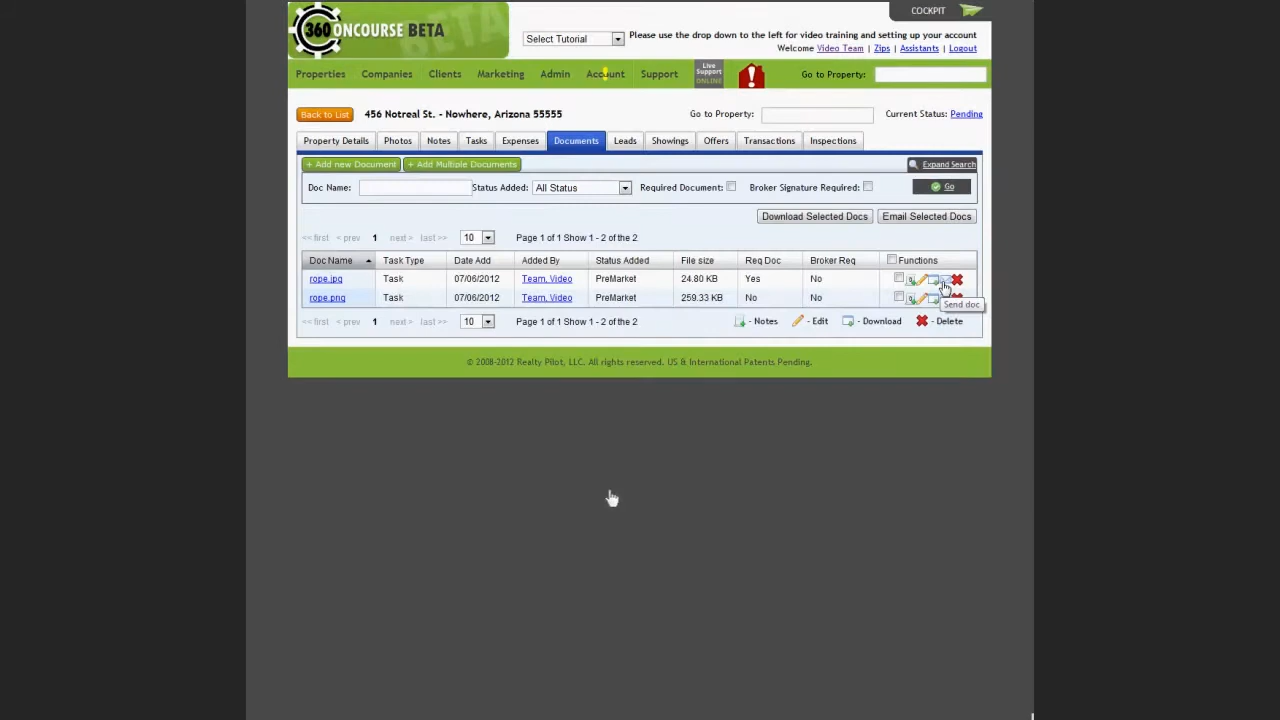 COCKPIT
360 ONCOURSE BETA
BETA
Select Tutorial
Please use the drop down to the left for video training and setting up your account
Welcome Video Team | Zips | Assistants | Logout
Properties Companies Clients Marketing Admin Account Support Live Support ONLINE Go to Property:
Back to List 456 Notreal St. - Nowhere, Arizona 55555 Go to Property: Current Status: Pending
Property Details Photos Notes Tasks Expenses Documents Leads Showings Offers Transactions Inspections
+ Add new Document + Add Multiple Documents Expand Search
Doc Name: Status Added: All Status Required Document: Broker Signature Required: Go
Download Selected Docs Email Selected Docs
<< first < prev 1 next > last >> 10 Page 1 of 1 Show 1 - 2 of the 2
Doc Name Task Type Date Add Added By Status Added File size Req Doc Broker Req Functions
rope.jpg Task 07/06/2012 Team, Video PreMarket 24.80 KB Yes No
rope.png Task 07/06/2012 Team, Video PreMarket 259.33 KB No No
Send doc
<< first < prev 1 next > last >> 10 Page 1 of 1 Show 1 - 2 of the 2 - Notes - Edit - Download - Delete
© 2008-2012 Realty Pilot, LLC. All rights reserved. US & International Patents Pending.